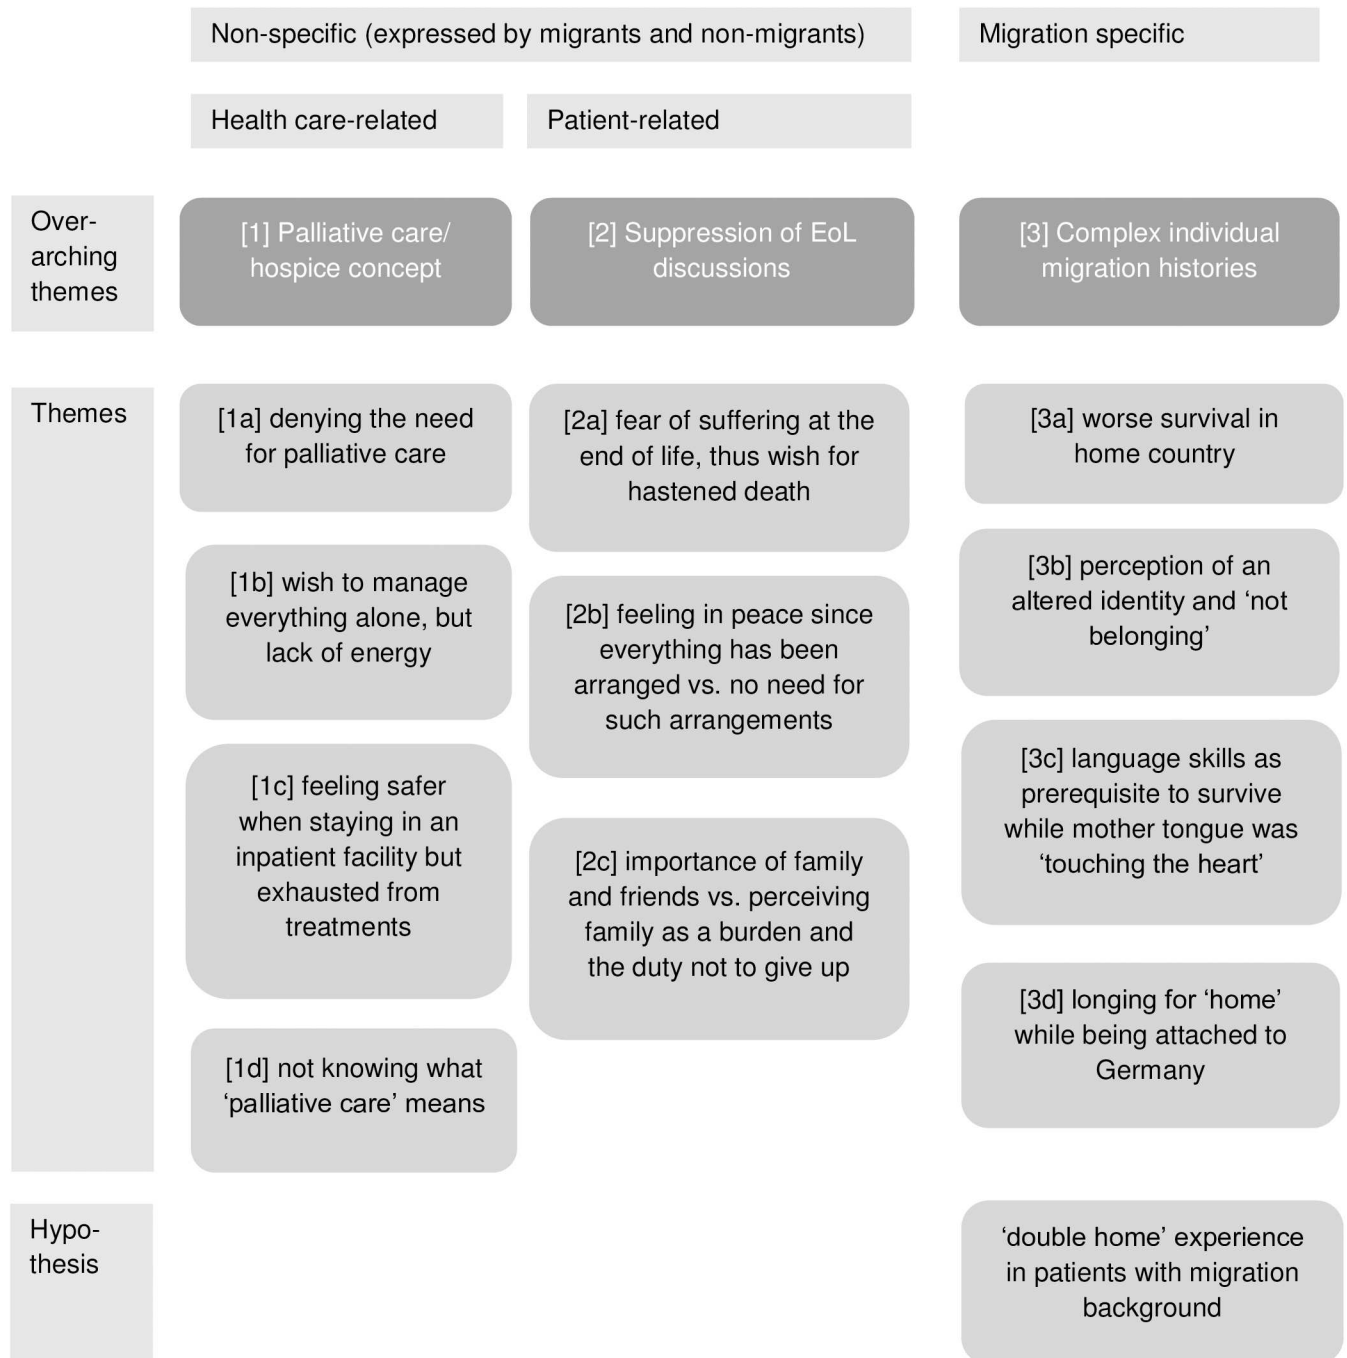 Non-specific (expressed by migrants and non-migrants)
Migration specific
Health care-related
Patient-related
Over-
arching
themes
[1] Palliative care/
hospice concept
[2] Suppression of EoL
discussions
[3] Complex individual
migration histories
Themes
[1a] denying the need
for palliative care
[1b] wish to manage
everything alone, but
lack of energy
[1c] feeling safer
when staying in an
inpatient facility but
exhausted from
treatments
[1d] not knowing what
‘palliative care’ means
[2a] fear of suffering at the
end of life, thus wish for
hastened death
[2b] feeling in peace since
everything has been
arranged vs. no need for
such arrangements
[2c] importance of family
and friends vs. perceiving
family as a burden and
the duty not to give up
[3a] worse survival in
home country
[3b] perception of an
altered identity and ‘not
belonging’
[3c] language skills as
prerequisite to survive
while mother tongue was
‘touching the heart’
[3d] longing for ‘home’
while being attached to
Germany
Hypo-
thesis
‘double home’ experience
in patients with migration
background